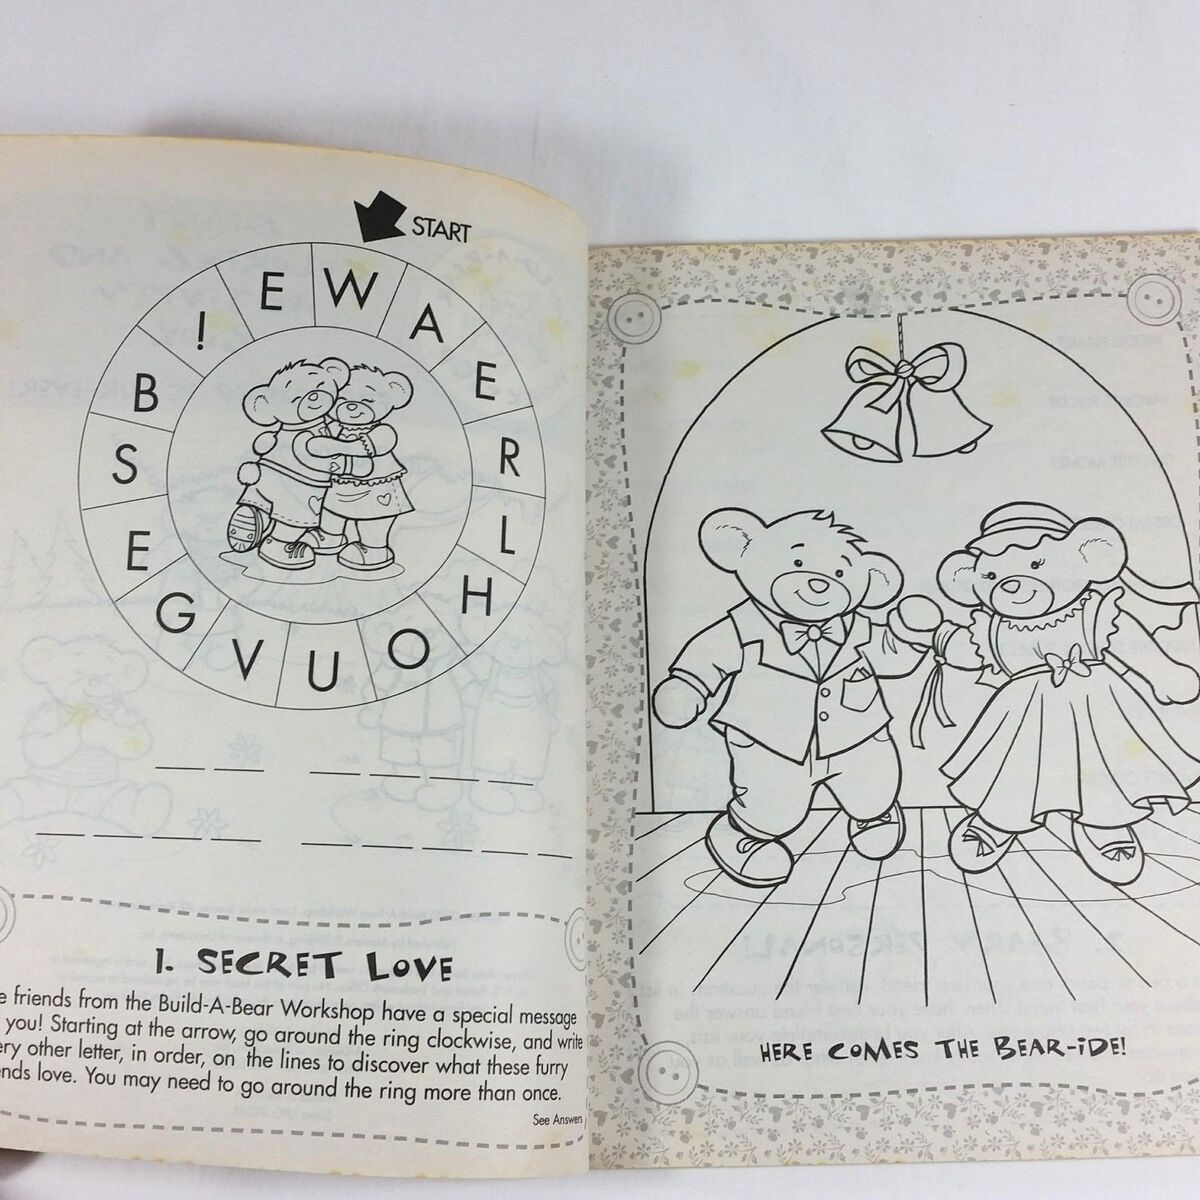 START
W A E R L H O U V G E S B ! E
1. SECRET LOVE
e friends from the Build-A-Bear Workshop have a special message
you! Starting at the arrow, go around the ring clockwise, and write
ery other letter, in order, on the lines to discover what these furry
ends love. You may need to go around the ring more than once.
See Answers
HERE COMES THE BEAR-IDE!